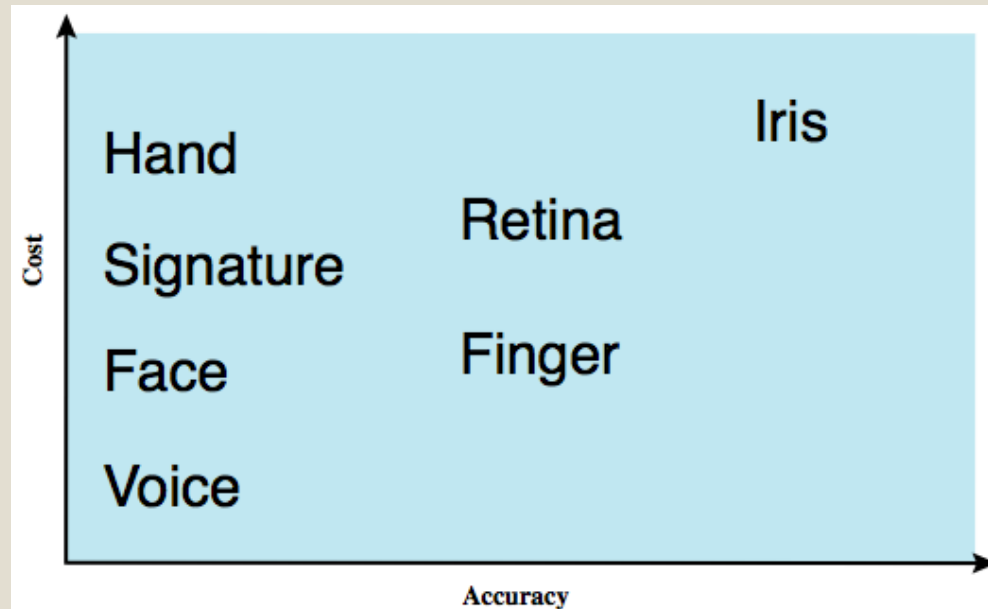 Iris
Hand
Retina
Signature
Cost
Finger
Face
Voice
Accuracy